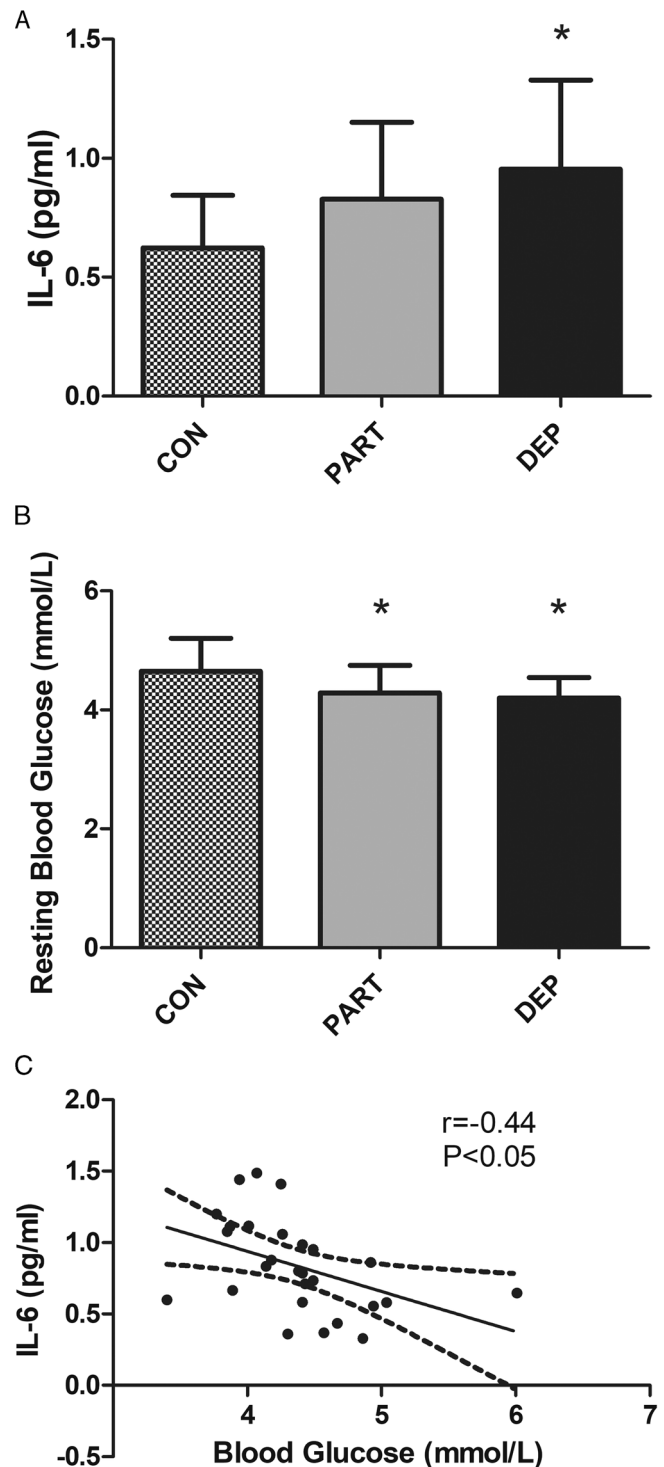 A
*
1.5
1.0
0.5
0.0
IL-6 (pg/ml)
CON
PART
DEP
B
6
4
2
0
*
*
Resting Blood Glucose (mmol/L)
CON
PART
DEP
C
2.0
1.5
1.0
0.5
0.0
-0.5
IL-6 (pg/ml)
r=-0.44
P<0.05
4
5
6
7
Blood Glucose (mmol/L)